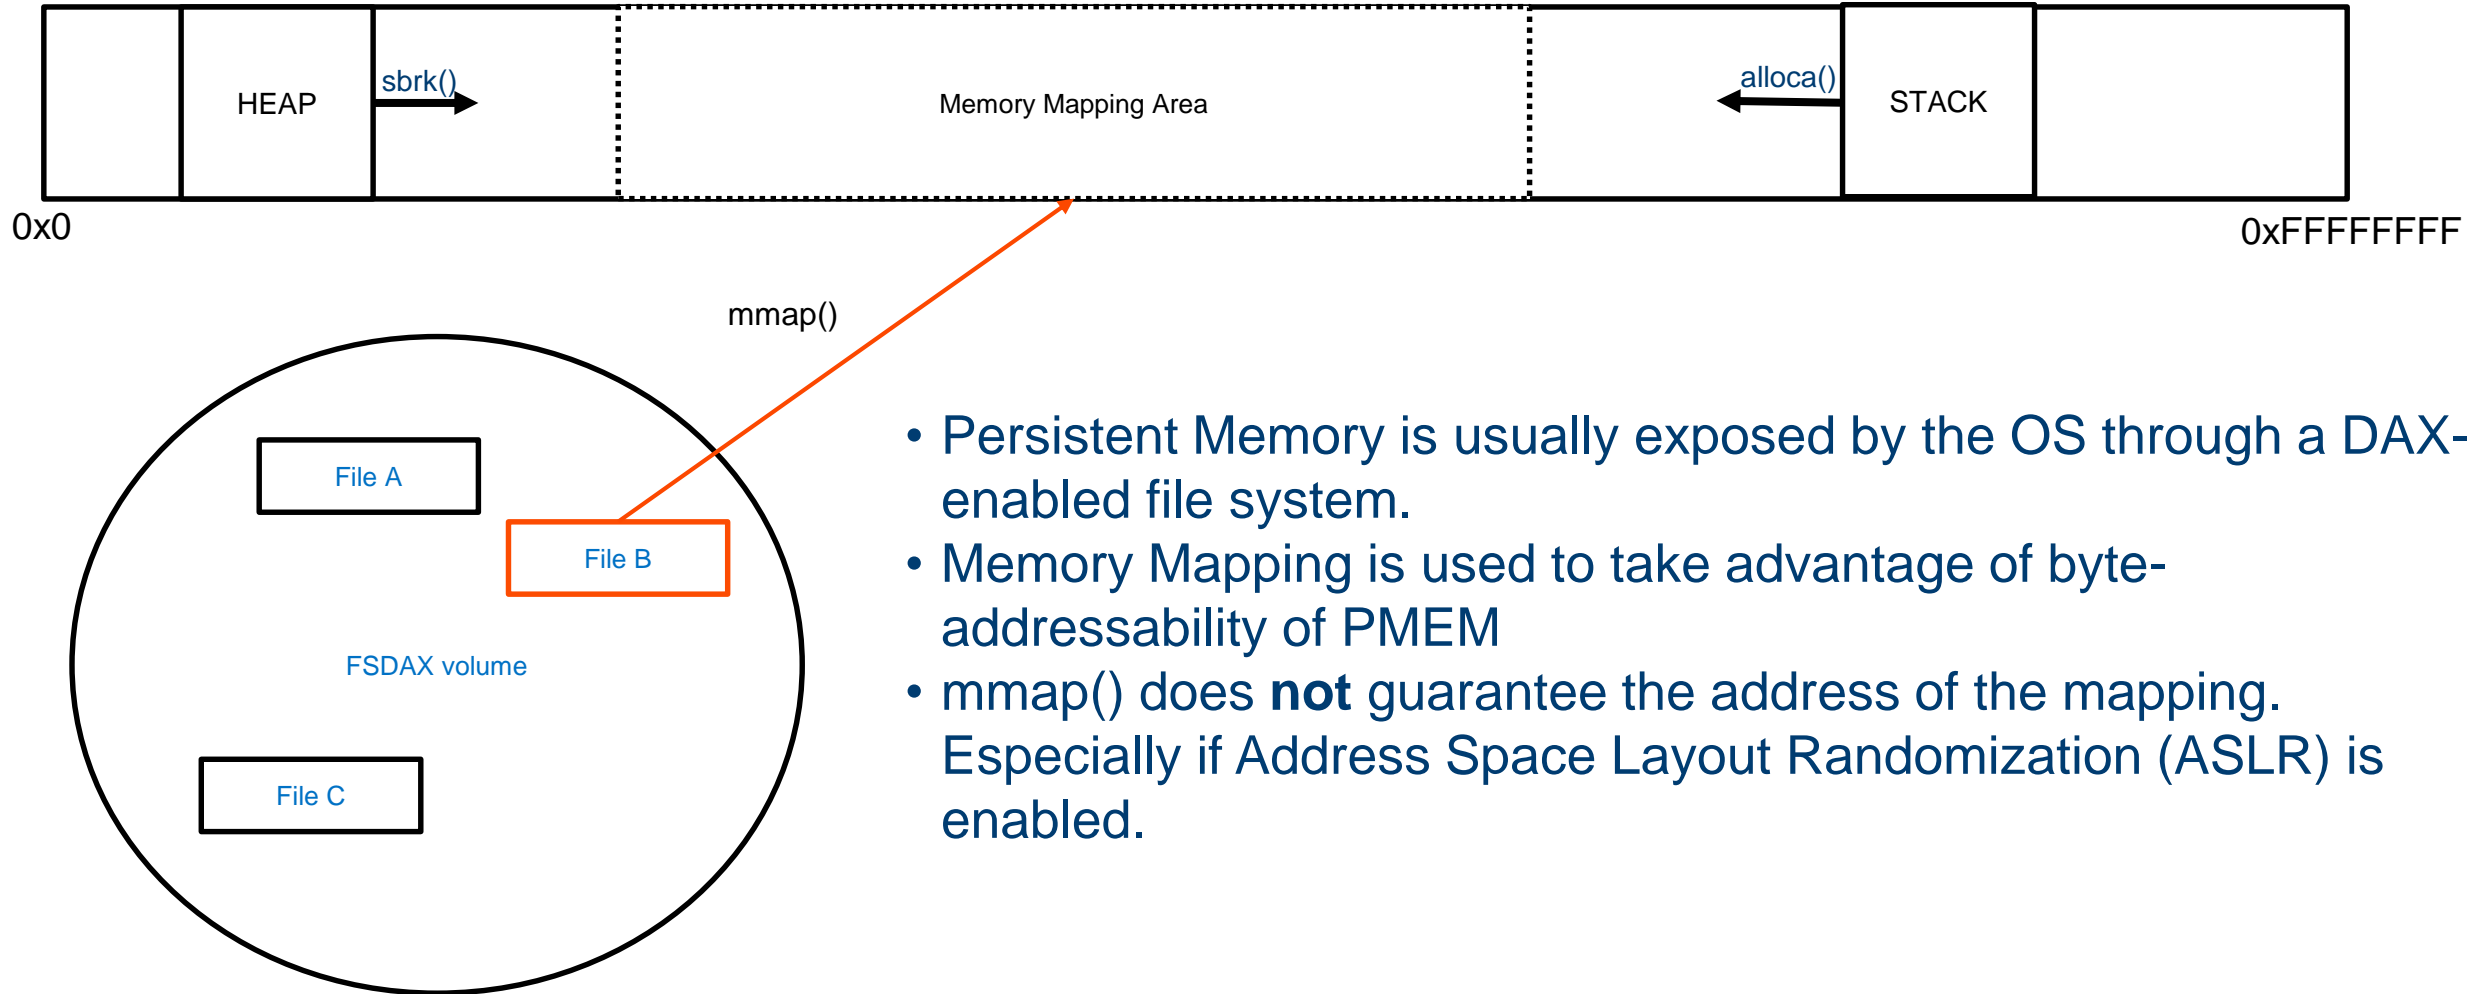 HEAP
sbrk()
Memory Mapping Area
alloca()
STACK
0x0
0xFFFFFFFF
mmap()
File A
File B
FSDAX volume
File C
• Persistent Memory is usually exposed by the OS through a DAX-
enabled file system.
• Memory Mapping is used to take advantage of byte-
addressability of PMEM
• mmap() does not guarantee the address of the mapping.
Especially if Address Space Layout Randomization (ASLR) is
enabled.